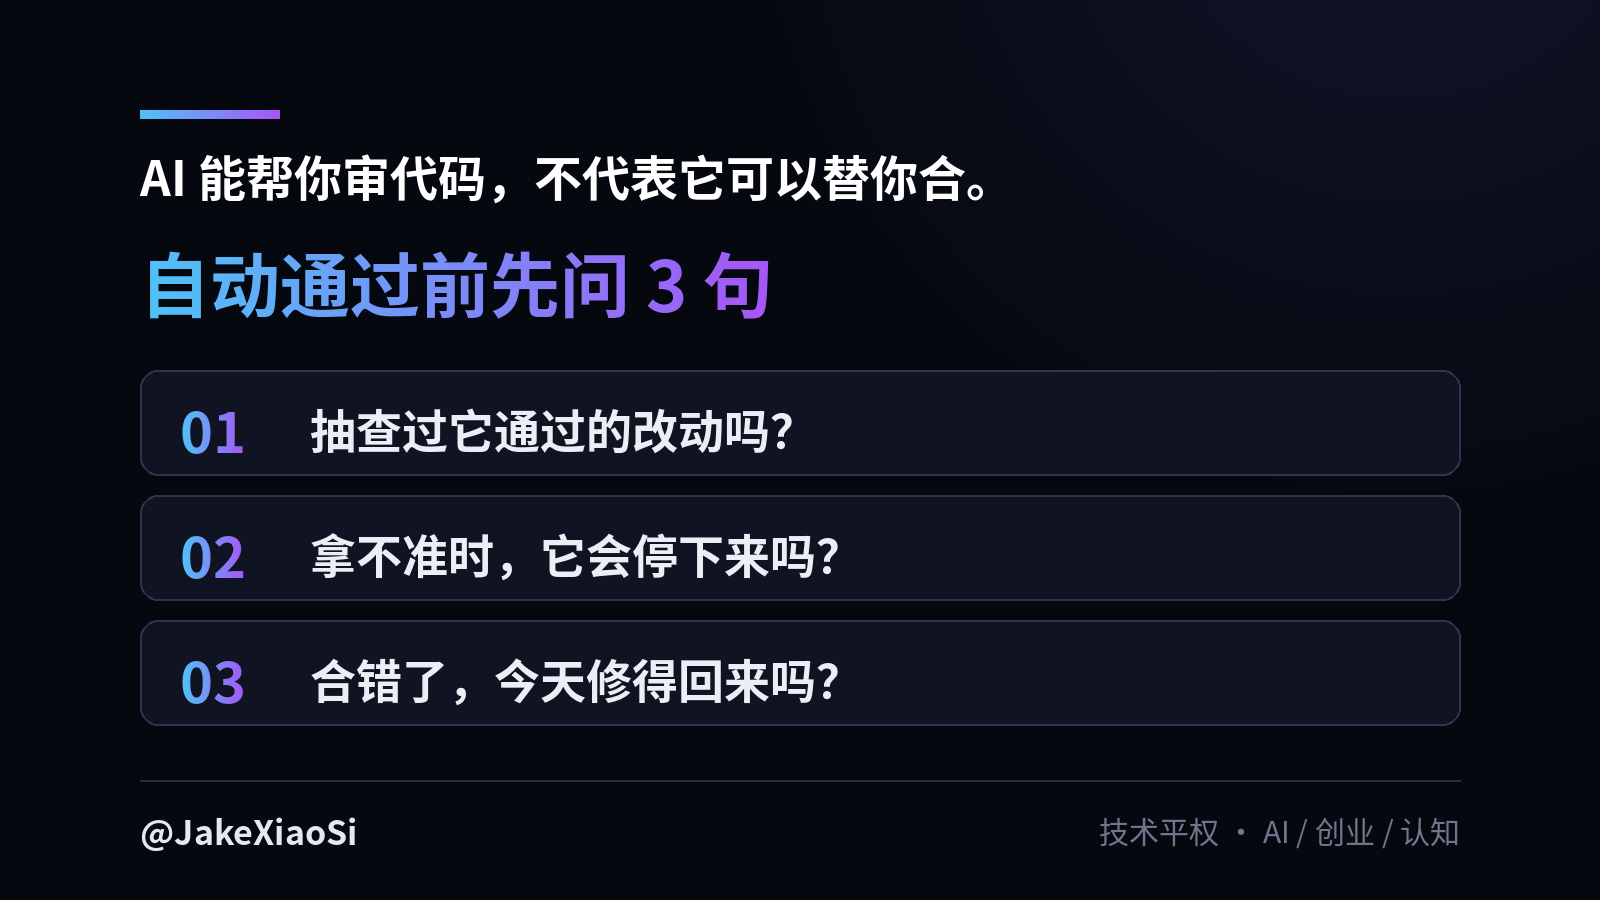 AI 能帮你审代码，不代表它可以替你合。
自动通过前先问 3 句
01 抽查过它通过的改动吗？
02 拿不准时，它会停下来吗？
03 合错了，今天修得回来吗？
@JakeXiaoSi 技术平权 · AI / 创业 / 认知